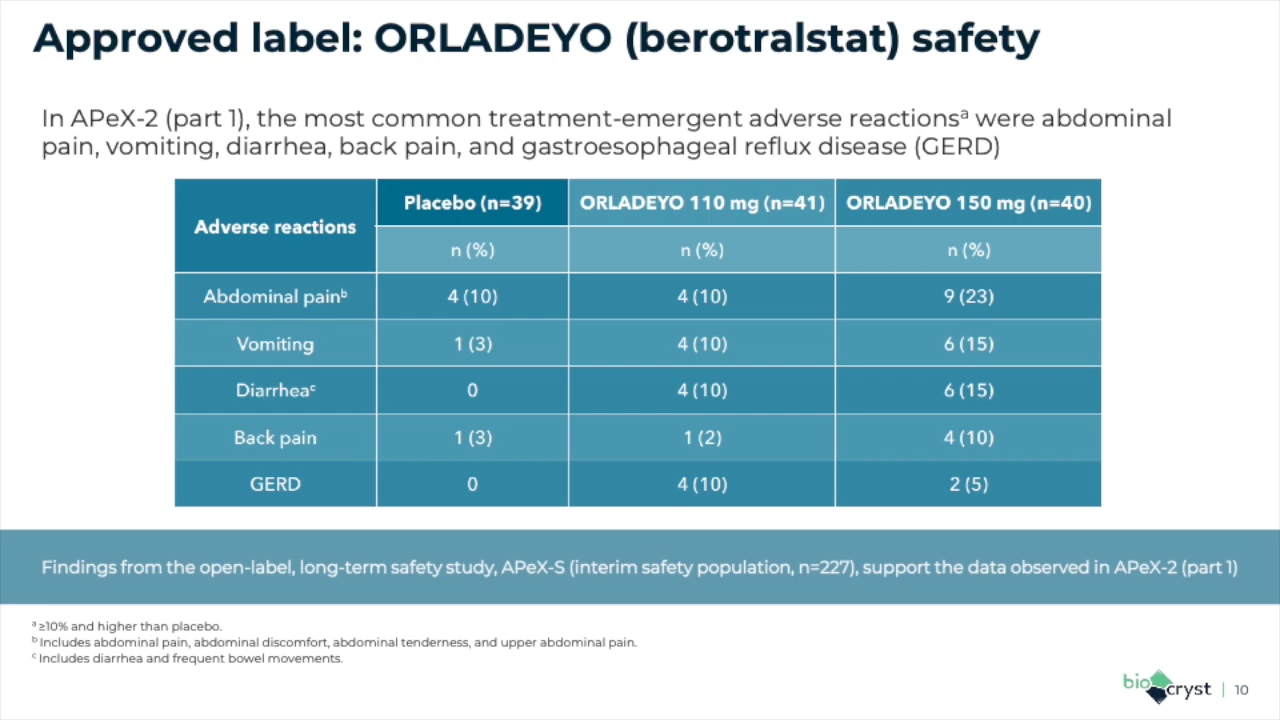 Approved label: ORLADEYO (berotralstat) safety
In APeX-2 (part 1), the most common treatment-emergent adverse reactionsᵃ were abdominal
pain, vomiting, diarrhea, back pain, and gastroesophageal reflux disease (GERD)
Adverse reactions
Placebo (n=39) ORLADEYO 110 mg (n=41) ORLADEYO 150 mg (n=40)
n (%) n (%) n (%)
Abdominal painᵇ 4 (10) 4 (10) 9 (23)
Vomiting 1 (3) 4 (10) 6 (15)
Diarrheaᶜ 0 4 (10) 6 (15)
Back pain 1 (3) 1 (2) 4 (10)
GERD 0 4 (10) 2 (5)
Findings from the open-label, long-term safety study, APeX-S (interim safety population, n=227), support the data observed in APeX-2 (part 1)
ᵃ ≥10% and higher than placebo.
ᵇ Includes abdominal pain, abdominal discomfort, abdominal tenderness, and upper abdominal pain.
ᶜ Includes diarrhea and frequent bowel movements.
biocryst | 10